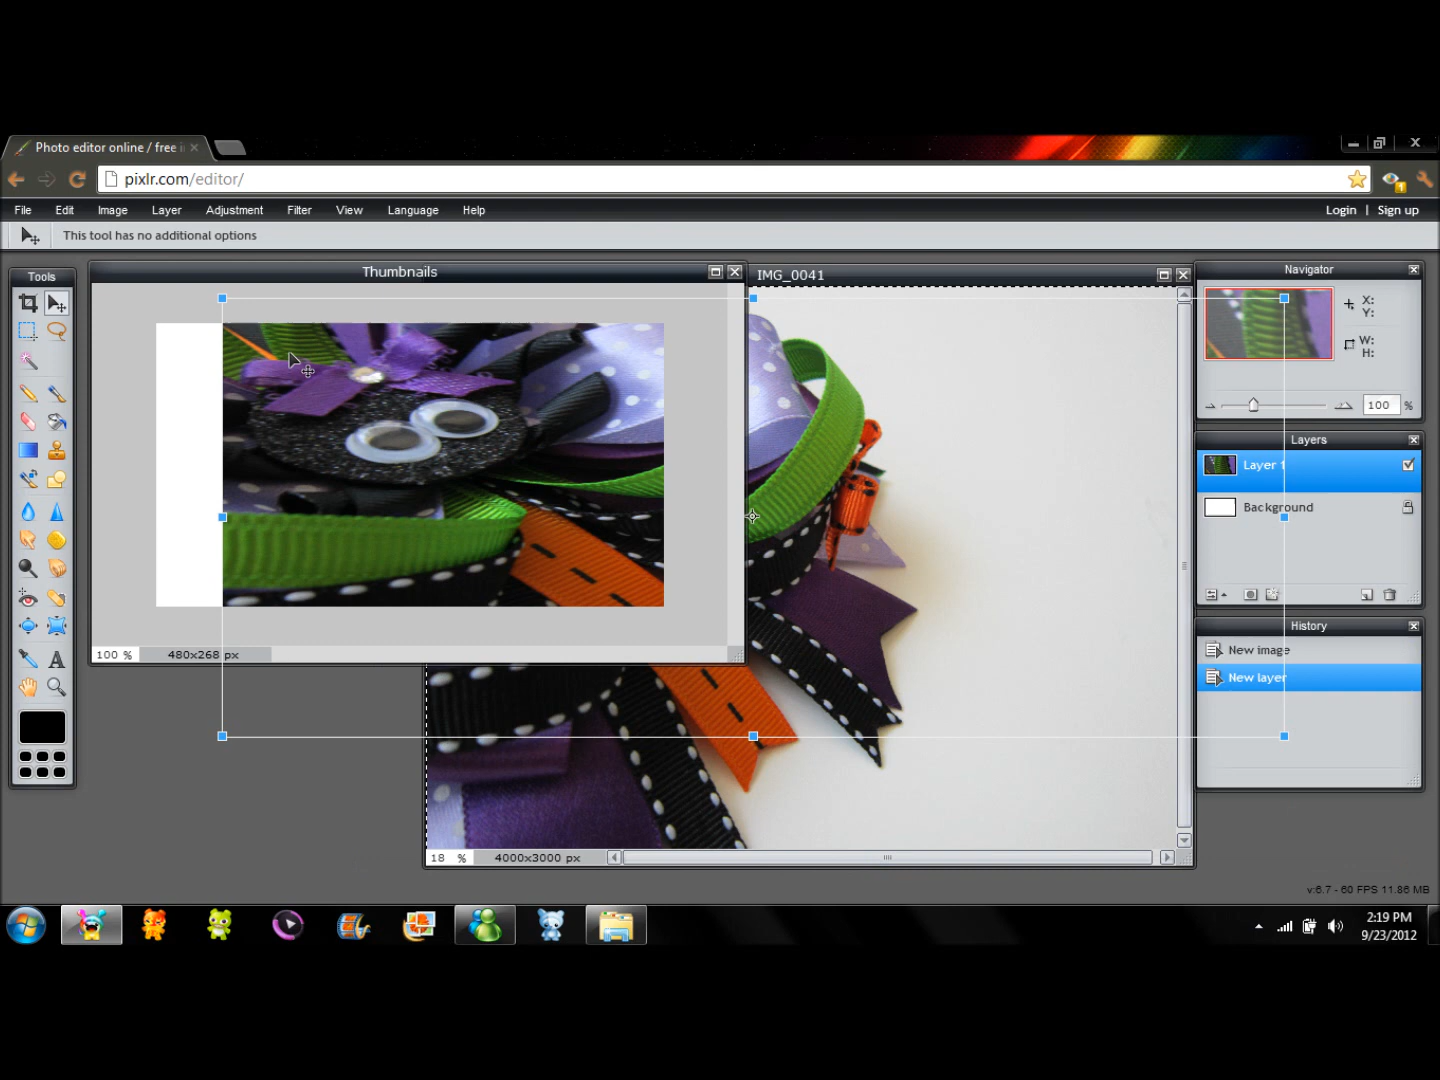 Photo editor online / free i
pixlr.com/editor/
File Edit Image Layer Adjustment Filter View Language Help
Login | Sign up
This tool has no additional options
Tools
Thumbnails
IMG_0041
Navigator
X:
Y:
W:
H:
100 %
Layers
Layer 1
Background
History
New image
New layer
100 % 480x268 px
18 % 4000x3000 px
v:6.7 - 60 FPS 11.86 MB
2:19 PM
9/23/2012